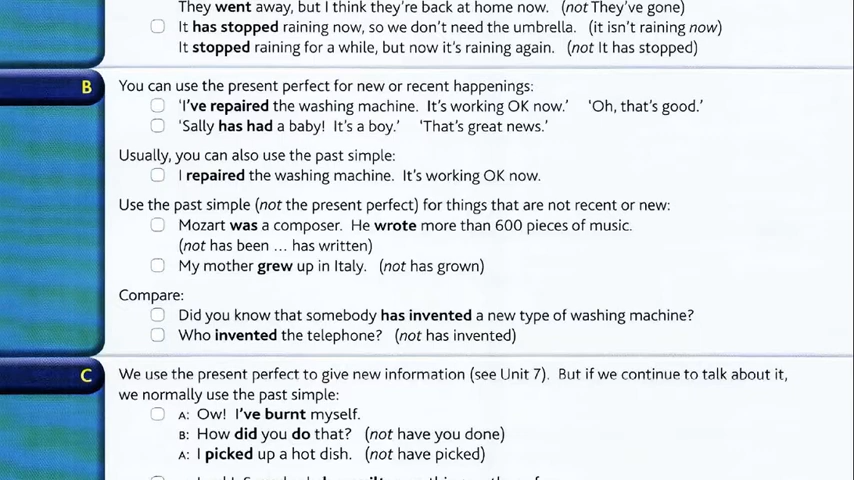 They went away, but I think they're back at home now. (not They've gone)
It has stopped raining now, so we don't need the umbrella. (it isn't raining now)
It stopped raining for a while, but now it's raining again. (not It has stopped)
B
You can use the present perfect for new or recent happenings:
'I've repaired the washing machine. It's working OK now.' 'Oh, that's good.'
'Sally has had a baby! It's a boy.' 'That's great news.'
Usually, you can also use the past simple:
I repaired the washing machine. It's working OK now.
Use the past simple (not the present perfect) for things that are not recent or new:
Mozart was a composer. He wrote more than 600 pieces of music.
(not has been ... has written)
My mother grew up in Italy. (not has grown)
Compare:
Did you know that somebody has invented a new type of washing machine?
Who invented the telephone? (not has invented)
C
We use the present perfect to give new information (see Unit 7). But if we continue to talk about it,
we normally use the past simple:
A: Ow! I've burnt myself.
B: How did you do that? (not have you done)
A: I picked up a hot dish. (not have picked)